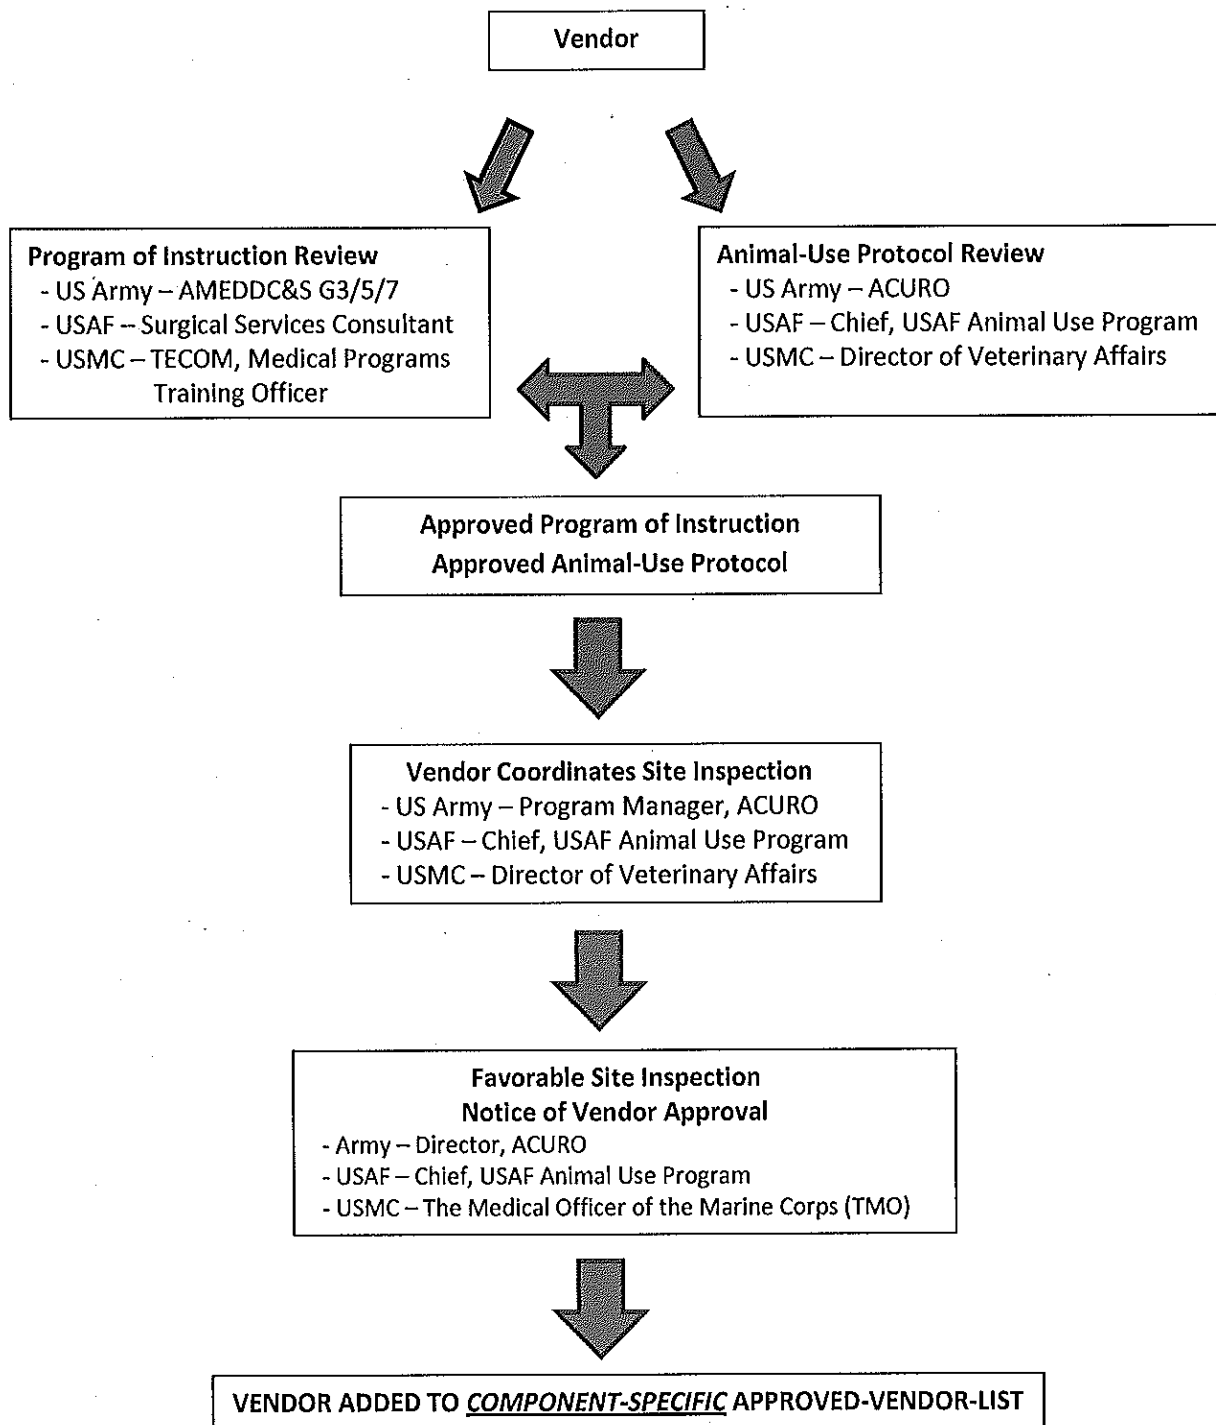 Vendor
Program of Instruction Review
- US Army – AMEDDC&S G3/5/7
- USAF – Surgical Services Consultant
- USMC – TECOM, Medical Programs
Training Officer
Animal-Use Protocol Review
- US Army – ACURO
- USAF – Chief, USAF Animal Use Program
- USMC – Director of Veterinary Affairs
Approved Program of Instruction
Approved Animal-Use Protocol
Vendor Coordinates Site Inspection
- US Army – Program Manager, ACURO
- USAF – Chief, USAF Animal Use Program
- USMC – Director of Veterinary Affairs
Favorable Site Inspection
Notice of Vendor Approval
- Army – Director, ACURO
- USAF – Chief, USAF Animal Use Program
- USMC – The Medical Officer of the Marine Corps (TMO)
VENDOR ADDED TO COMPONENT-SPECIFIC APPROVED-VENDOR-LIST